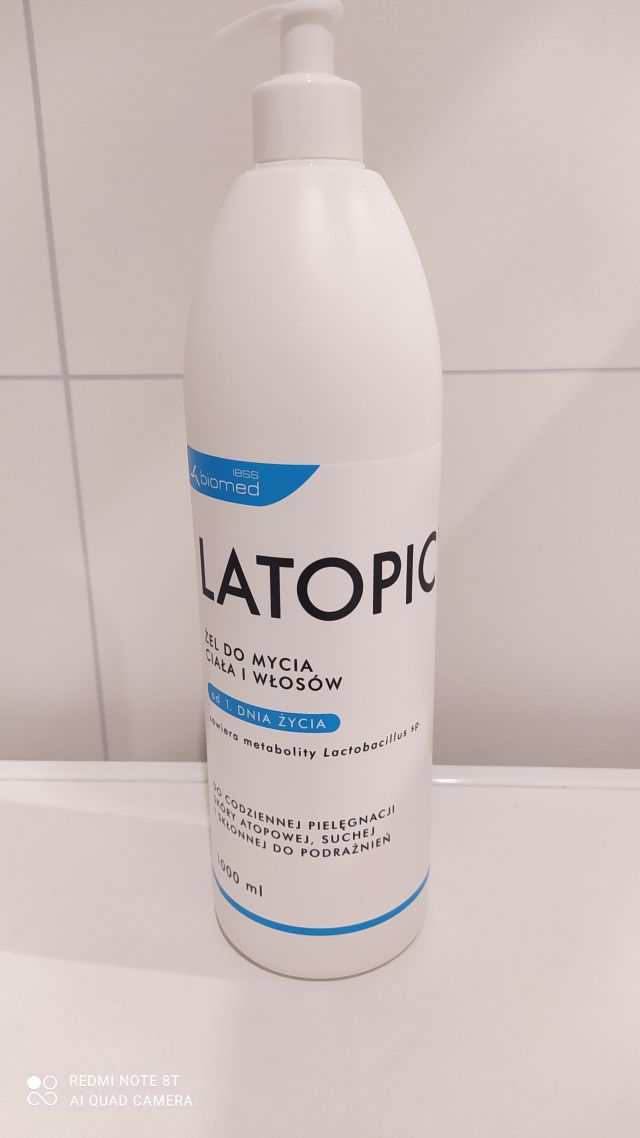 IBSS
biomed
LATOPIC
ŻEL DO MYCIA
CIAŁA I WŁOSÓW
od 1. DNIA ŻYCIA
zawiera metabolity Lactobacillus sp.
DO CODZIENNEJ PIELĘGNACJI
SKÓRY ATOPOWEJ, SUCHEJ
I SKŁONNEJ DO PODRAŻNIEŃ
1000 ml
REDMI NOTE 8T
AI QUAD CAMERA